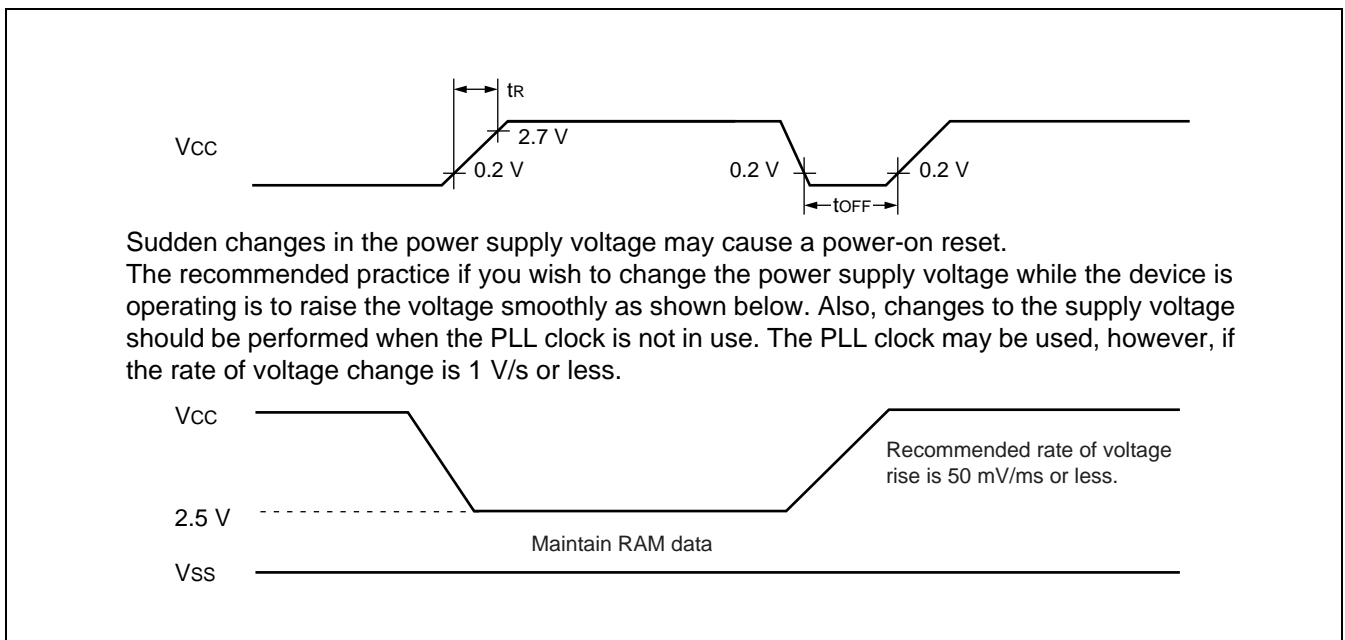 tR
VCC
2.7 V
0.2 V
0.2 V
0.2 V
tOFF
Sudden changes in the power supply voltage may cause a power-on reset.
The recommended practice if you wish to change the power supply voltage while the device is
operating is to raise the voltage smoothly as shown below. Also, changes to the supply voltage
should be performed when the PLL clock is not in use. The PLL clock may be used, however, if
the rate of voltage change is 1 V/s or less.
VCC
Recommended rate of voltage
rise is 50 mV/ms or less.
2.5 V
Maintain RAM data
VSS